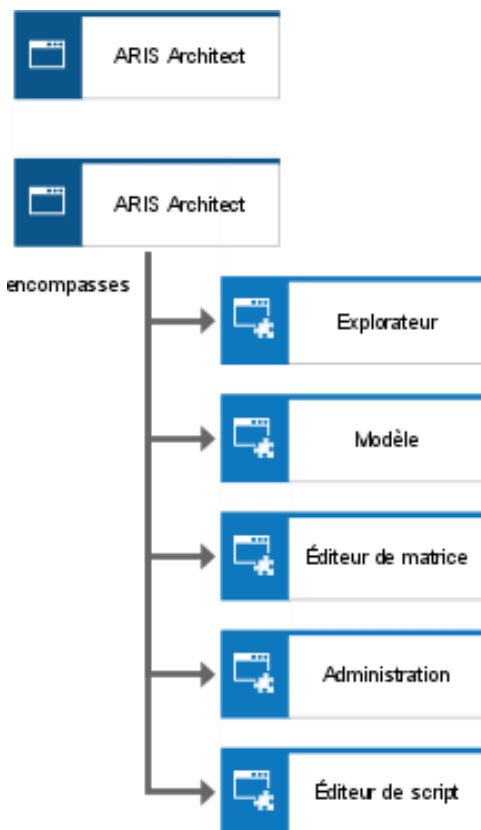 ARIS Architect
ARIS Architect
encompasses
Explorateur
Modèle
Éditeur de matrice
Administration
Éditeur de script